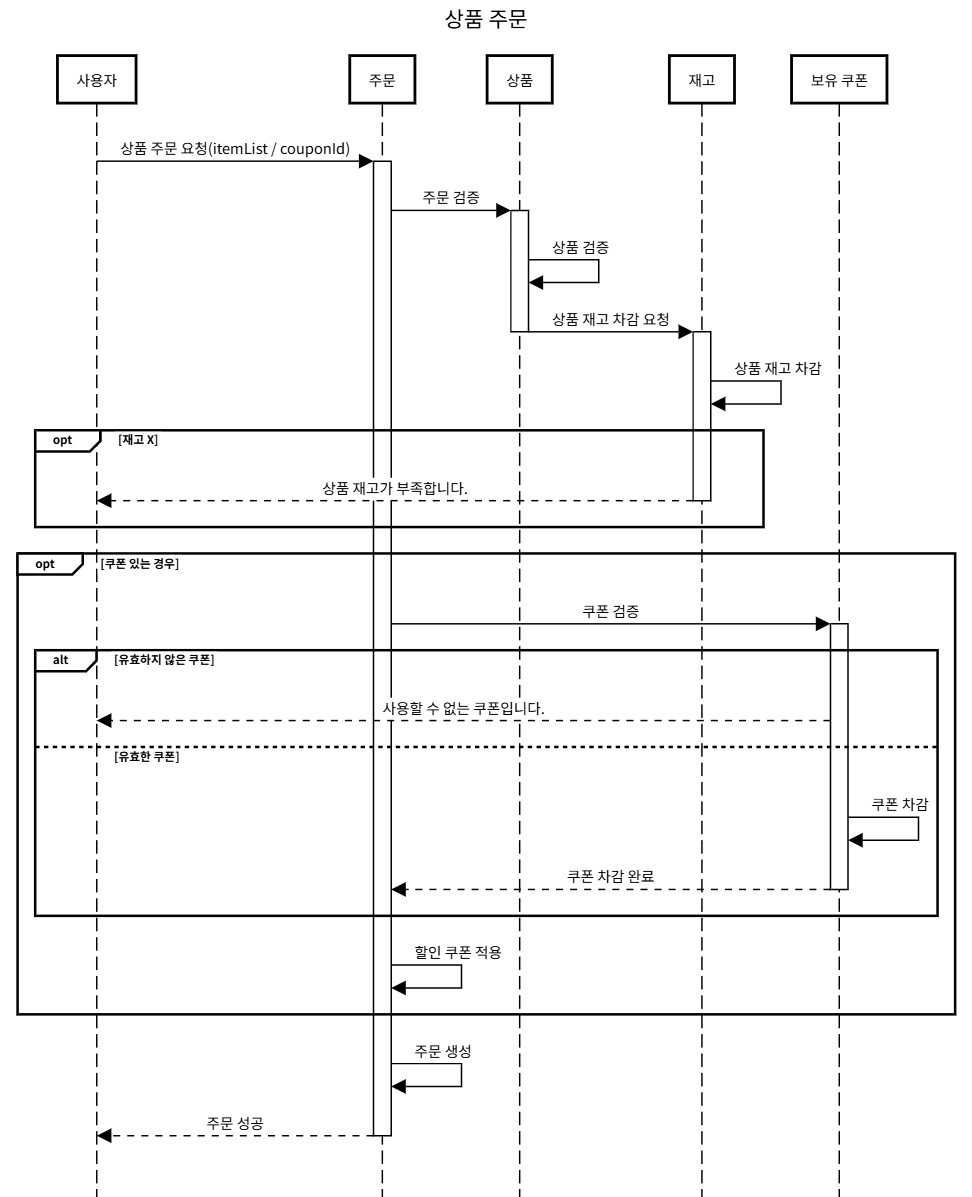 상품 주문
사용자
주문
상품
재고
보유 쿠폰
상품 주문 요청(itemList / couponId)
주문 검증
상품 검증
상품 재고 차감 요청
상품 재고 차감
opt
[재고 X]
상품 재고가 부족합니다.
opt
[쿠폰 있는 경우]
쿠폰 검증
alt
[유효하지 않은 쿠폰]
사용할 수 없는 쿠폰입니다.
[유효한 쿠폰]
쿠폰 차감
쿠폰 차감 완료
할인 쿠폰 적용
주문 생성
주문 성공